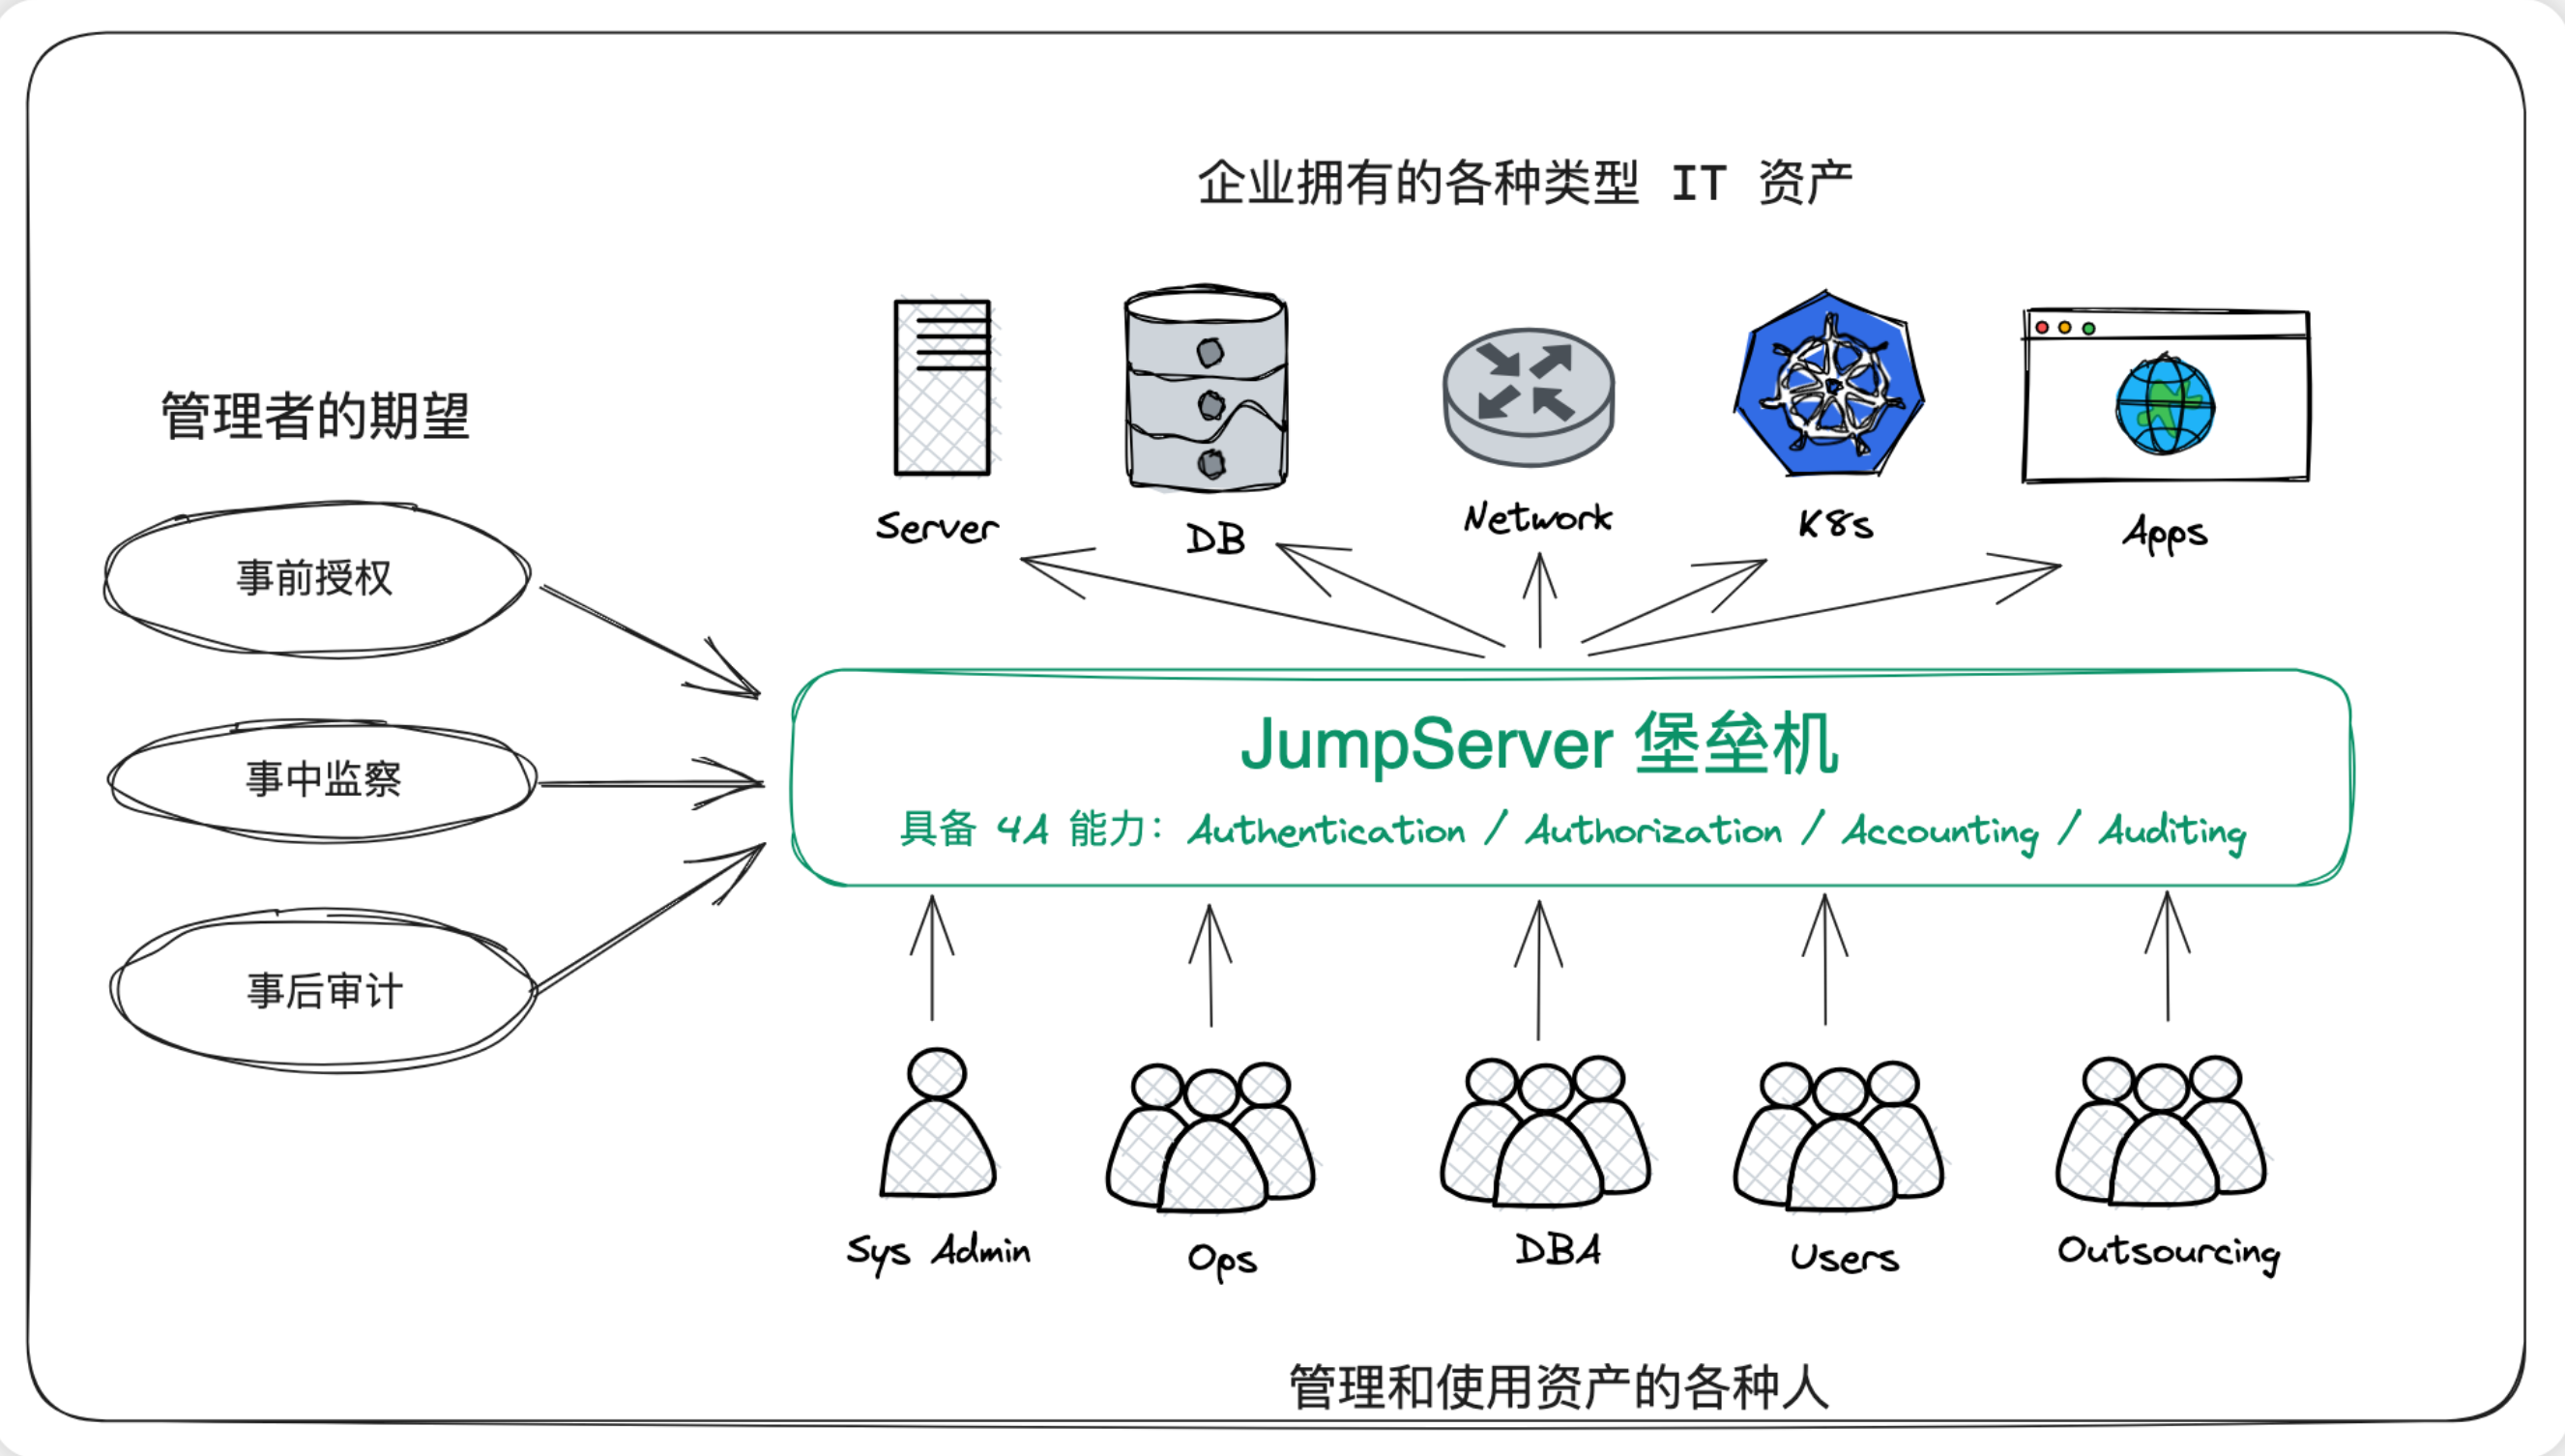 企业拥有的各种类型 IT 资产
Server
DB
Network
K8s
Apps
管理者的期望
事前授权
事中监察
事后审计
JumpServer 堡垒机
具备 4A 能力：Authentication / Authorization / Accounting / Auditing
Sys Admin
Ops
DBA
Users
Outsourcing
管理和使用资产的各种人